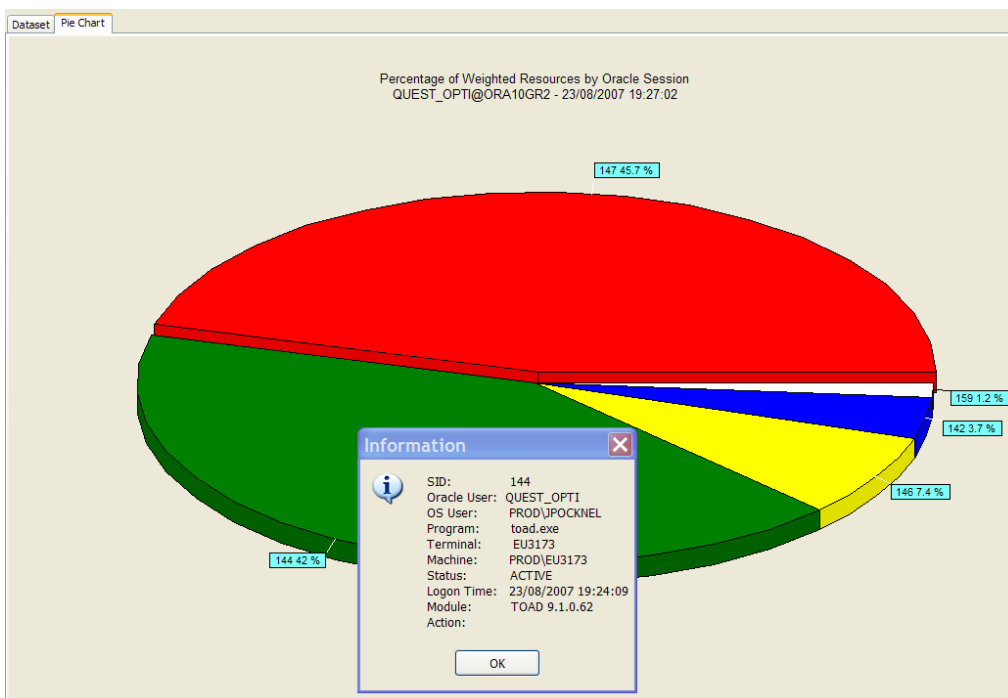 Dataset Pie Chart
Percentage of Weighted Resources by Oracle Session
QUEST_OPTI@ORA10GR2 - 23/08/2007 19:27:02
147 45.7 %
159 1.2 %
142 3.7 %
146 7.4 %
144 42 %
Information
SID: 144
Oracle User: QUEST_OPTI
OS User: PROD\JPOCKNEL
Program: toad.exe
Terminal: EU3173
Machine: PROD\EU3173
Status: ACTIVE
Logon Time: 23/08/2007 19:24:09
Module: TOAD 9.1.0.62
Action:
OK